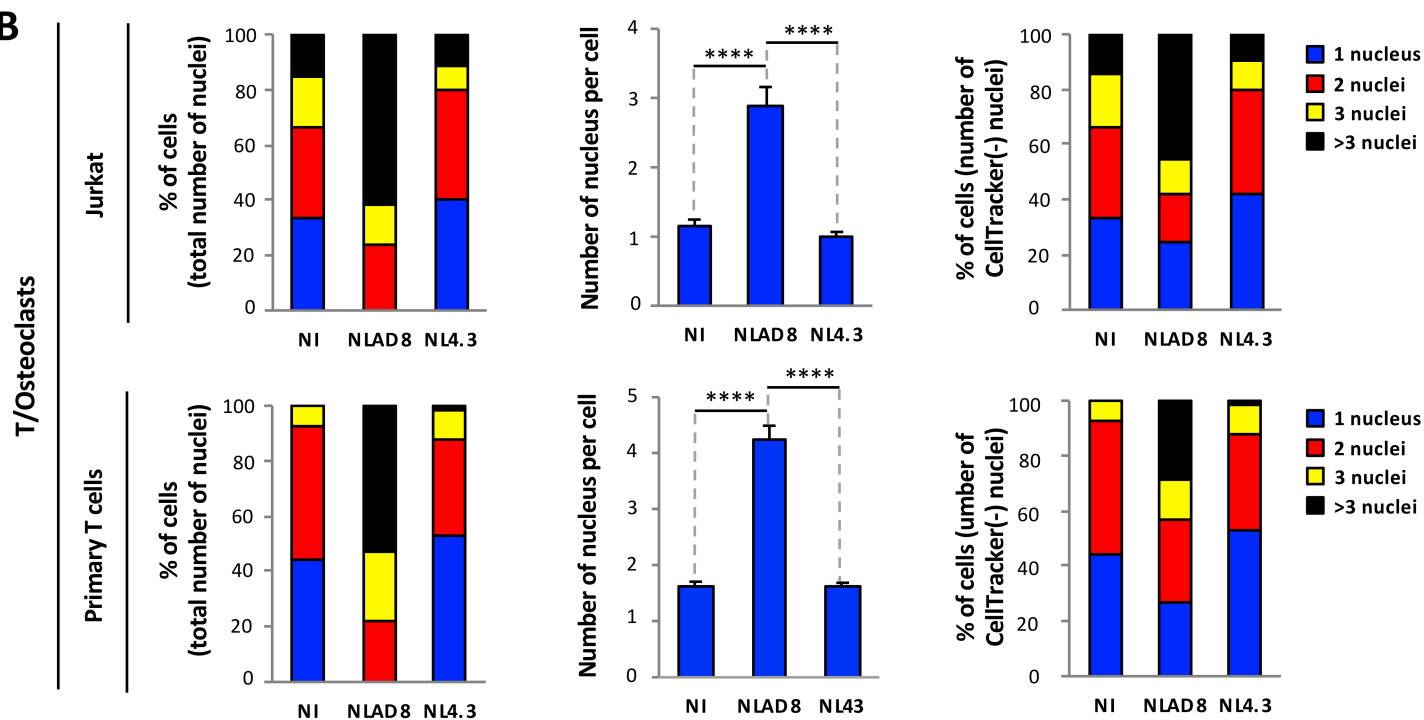 B
T/Osteoclasts
Jurkat
% of cells
(total number of nuclei)
100
80
60
40
20
0
NI NLAD8 NL4.3
Number of nucleus per cell
4
3
2
1
0
****
****
NI NLAD8 NL4.3
% of cells (number of
CellTracker(-) nuclei)
100
80
60
40
20
0
NI NLAD8 NL4.3
1 nucleus
2 nuclei
3 nuclei
>3 nuclei
Primary T cells
% of cells
(total number of nuclei)
100
80
60
40
20
0
NI NLAD8 NL4.3
Number of nucleus per cell
5
4
3
2
1
0
****
****
NI NLAD8 NL43
% of cells (umber of
CellTracker(-) nuclei)
100
80
60
40
20
0
NI NLAD8 NL4.3
1 nucleus
2 nuclei
3 nuclei
>3 nuclei